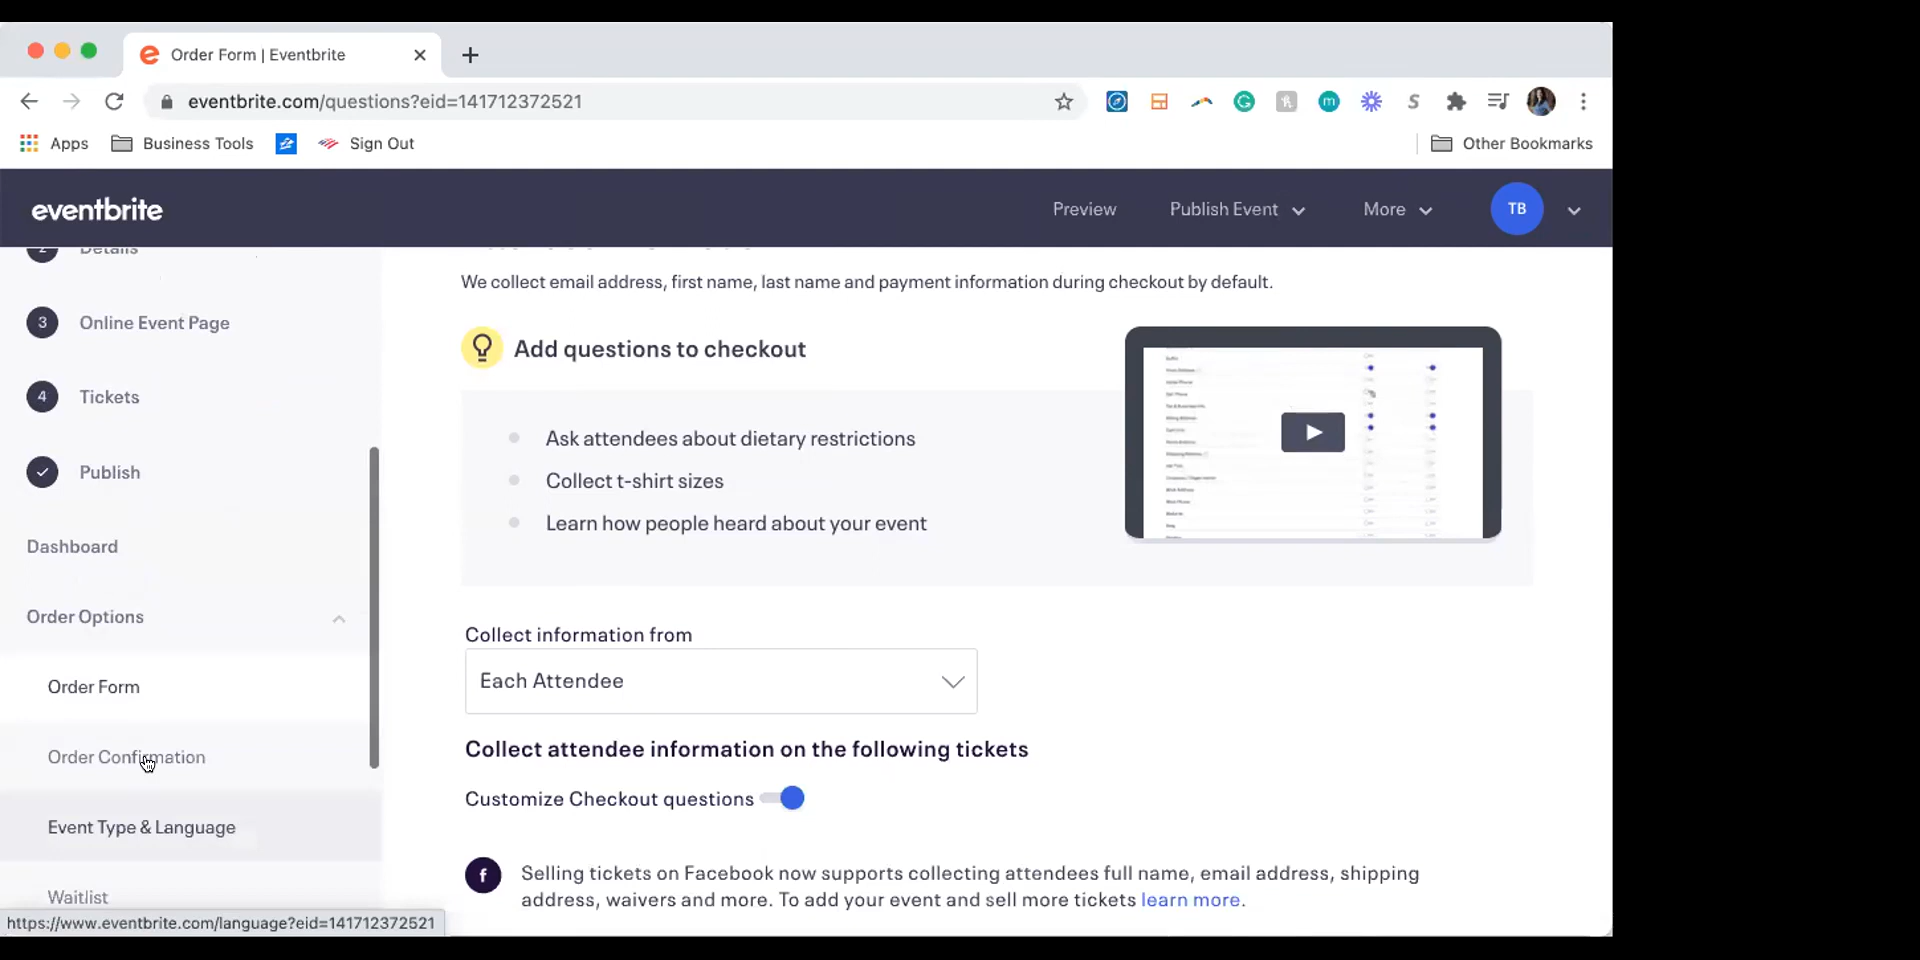 Order Form | Eventbrite
eventbrite.com/questions?eid=141712372521
Apps
Business Tools
Sign Out
Other Bookmarks
eventbrite
Preview
Publish Event
More
TB
Details
3 Online Event Page
4 Tickets
Publish
Dashboard
Order Options
Order Form
Order Confirmation
Event Type & Language
Waitlist
https://www.eventbrite.com/language?eid=141712372521
We collect email address, first name, last name and payment information during checkout by default.
Add questions to checkout
Ask attendees about dietary restrictions
Collect t-shirt sizes
Learn how people heard about your event
Collect information from
Each Attendee
Collect attendee information on the following tickets
Customize Checkout questions
Selling tickets on Facebook now supports collecting attendees full name, email address, shipping
address, waivers and more. To add your event and sell more tickets learn more.